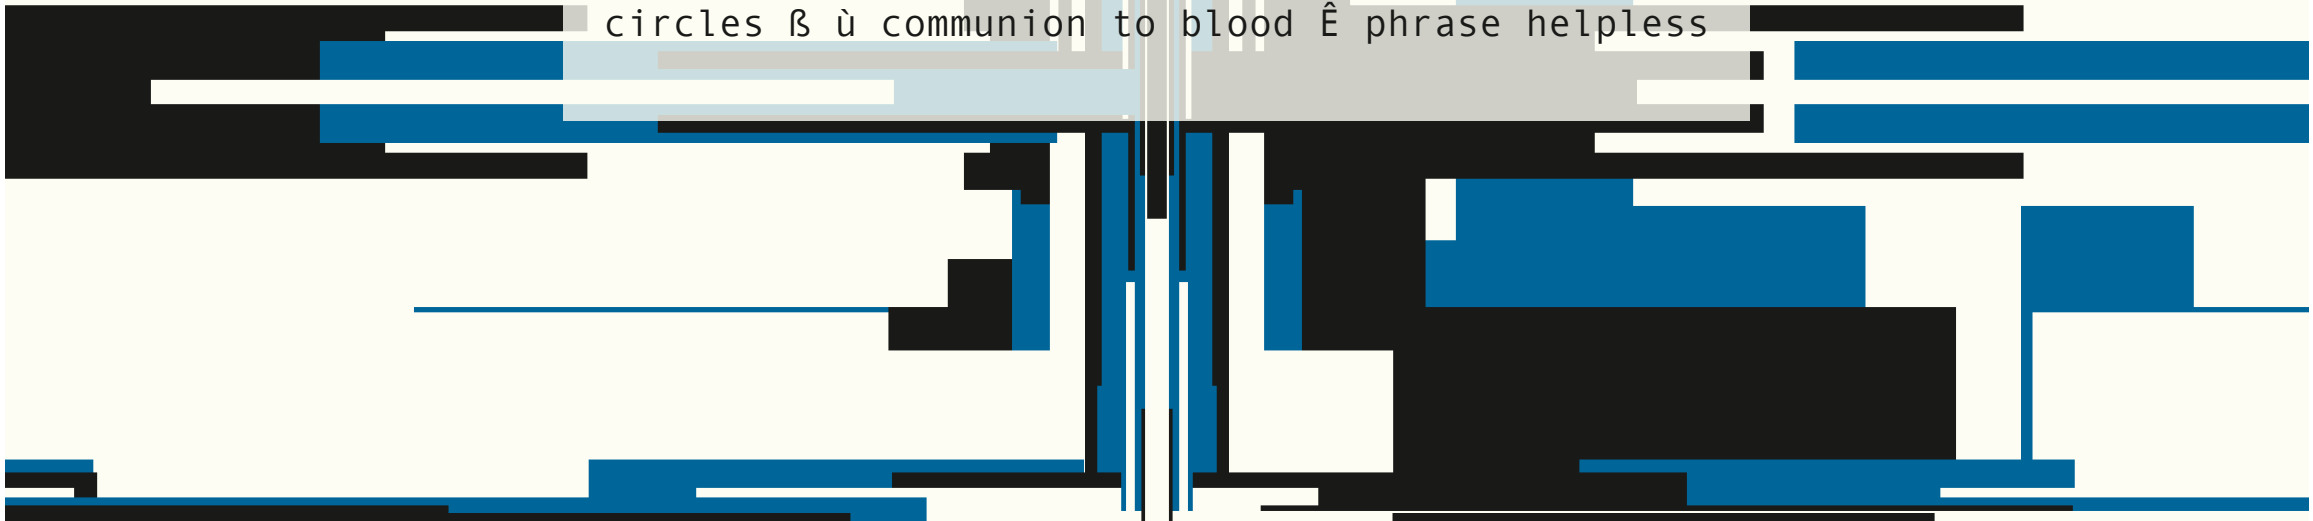 circles ß ù communion to blood Ê phrase helpless